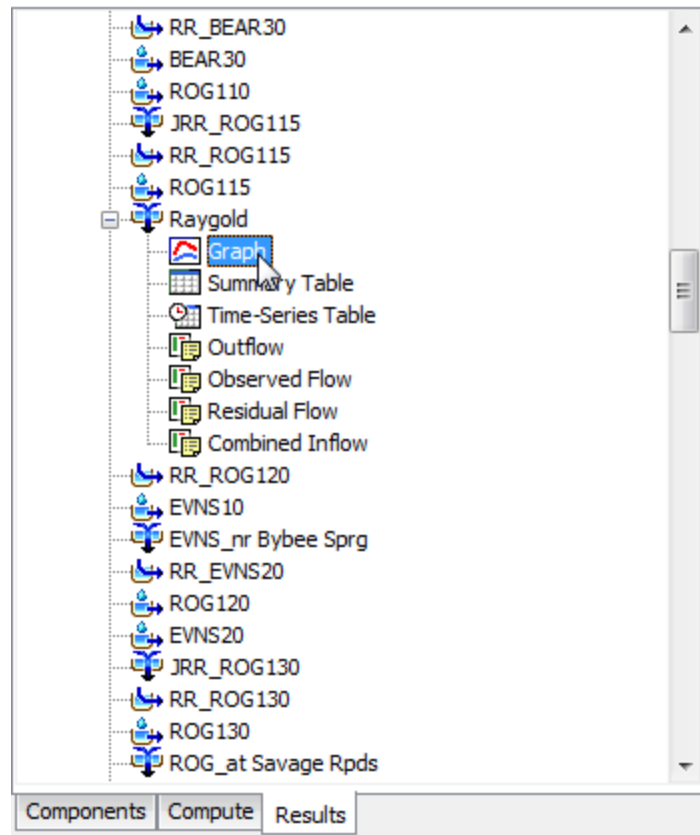 RR_BEAR30
BEAR30
ROG110
JRR_ROG115
RR_ROG115
ROG115
Raygold
Graph
Summary Table
Time-Series Table
Outflow
Observed Flow
Residual Flow
Combined Inflow
RR_ROG120
EVNS10
EVNS_nr Bybee Sprg
RR_EVNS20
ROG120
EVNS20
JRR_ROG130
RR_ROG130
ROG130
ROG_at Savage Rpds
Components Compute Results